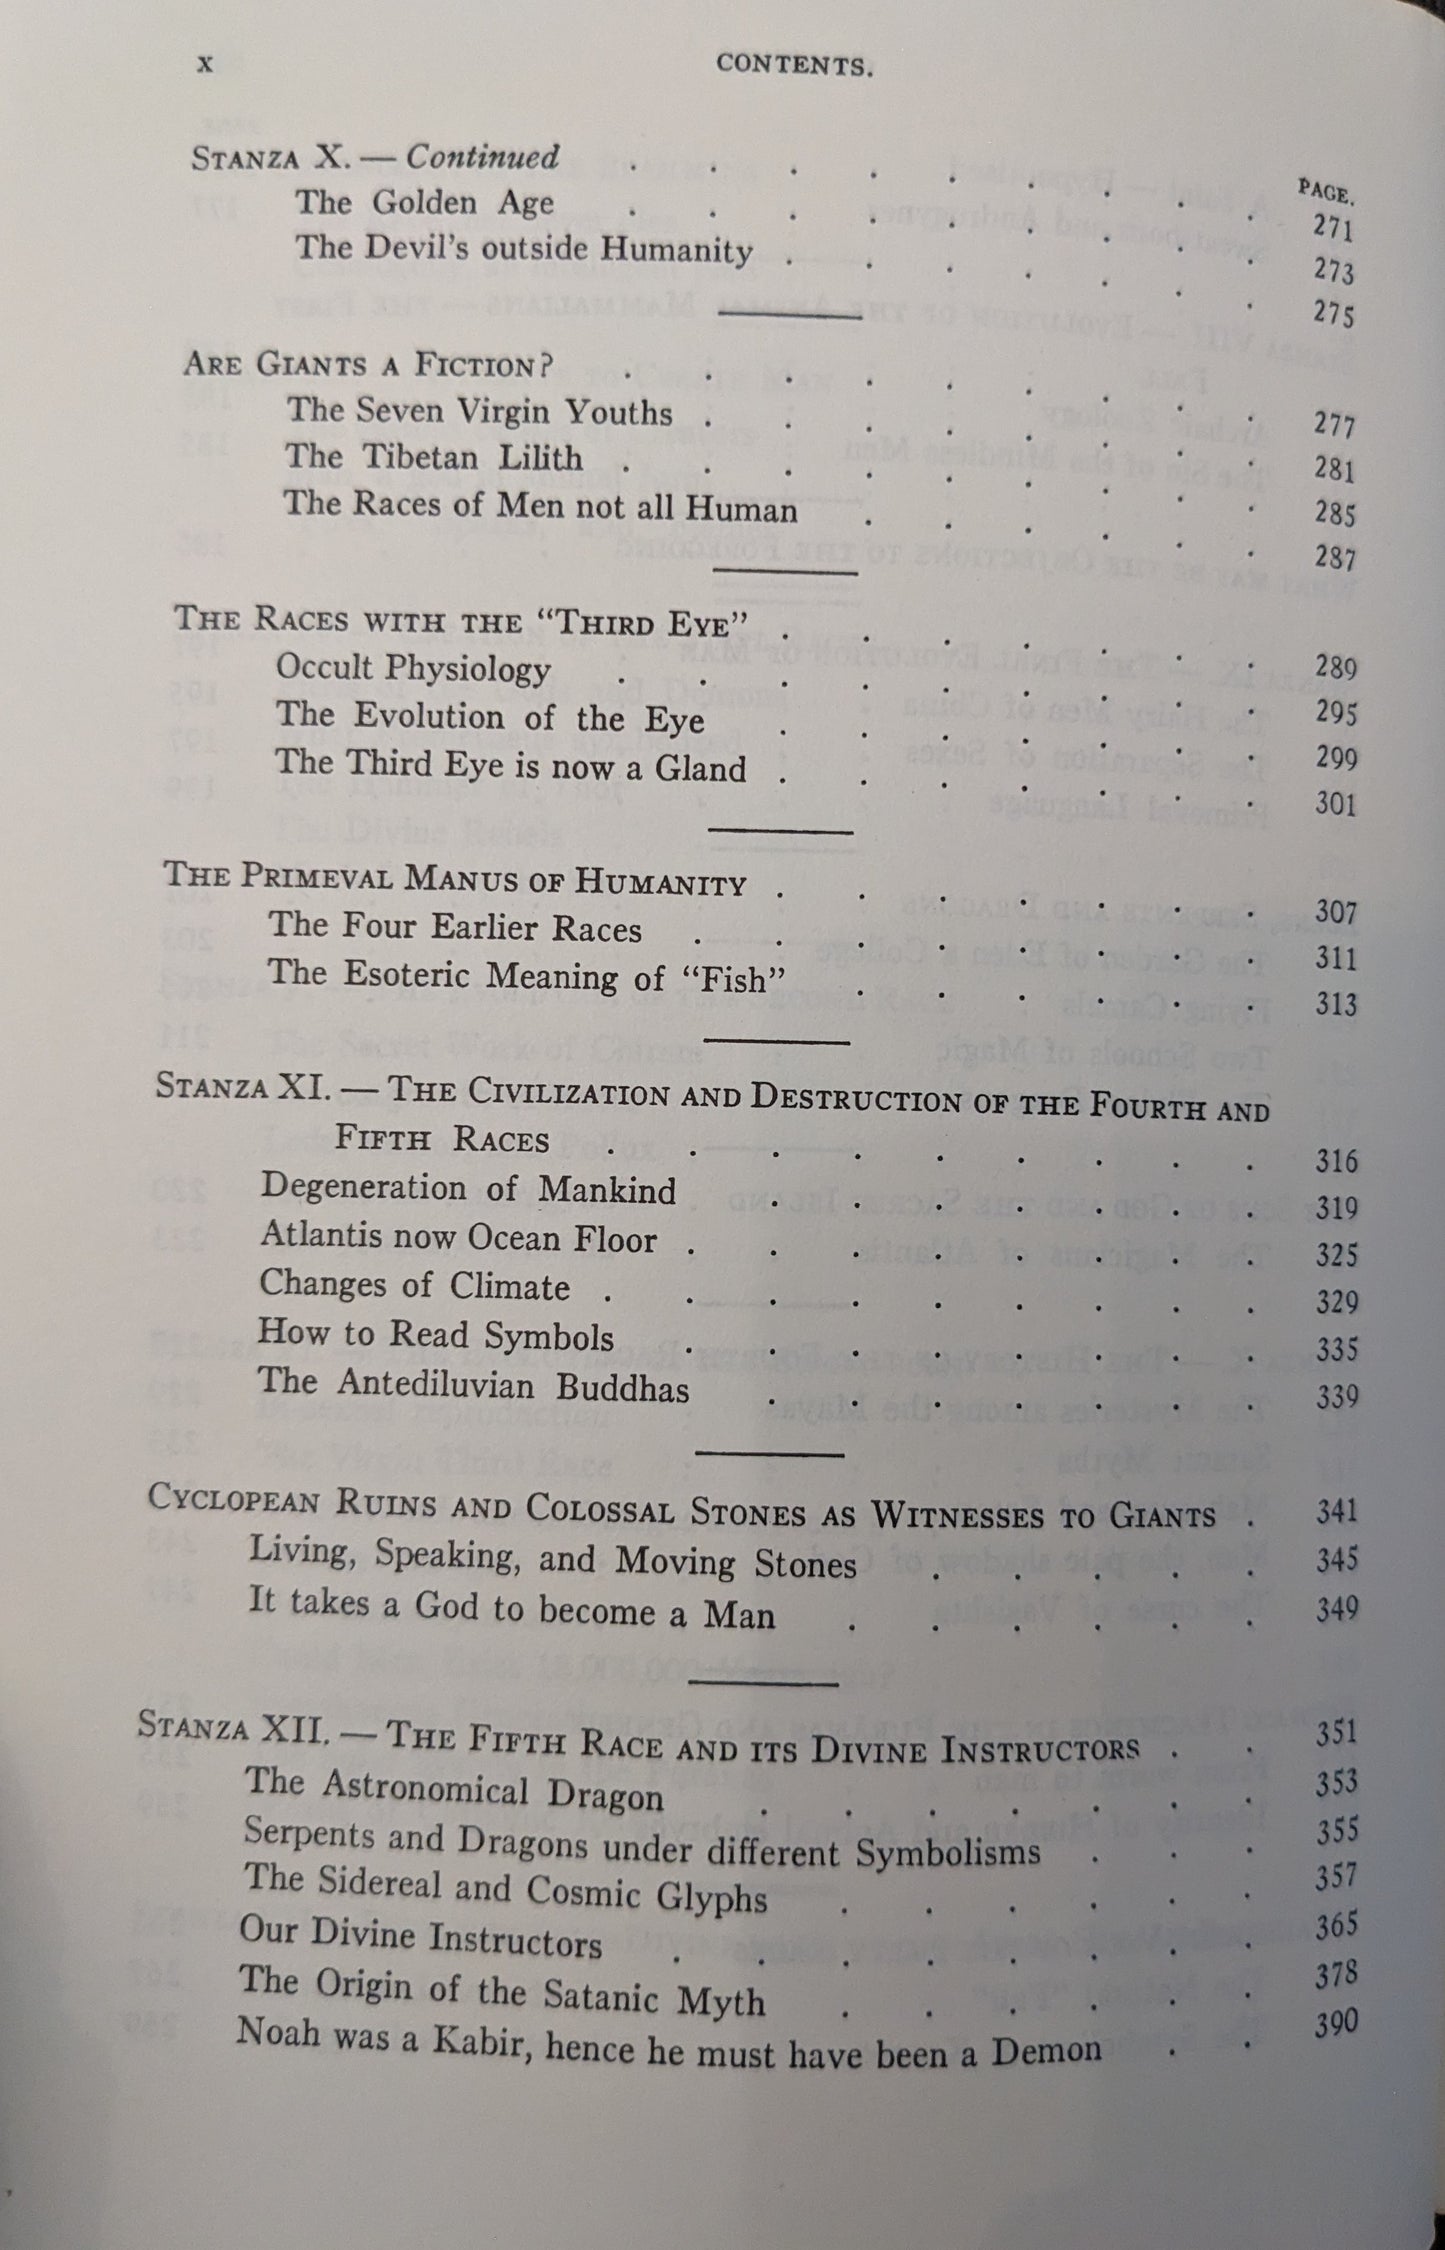 x CONTENTS.
PAGE.
STANZA X. — Continued . . . . . . . . . 271
The Golden Age . . . . . . . . . 273
The Devil's outside Humanity . . . . . . . 275
ARE GIANTS A FICTION? . . . . . . . . . 277
The Seven Virgin Youths . . . . . . . . 281
The Tibetan Lilith . . . . . . . . . 285
The Races of Men not all Human . . . . . . 287
THE RACES WITH THE “THIRD EYE” . . . . . . . 289
Occult Physiology . . . . . . . . . 295
The Evolution of the Eye . . . . . . . 299
The Third Eye is now a Gland . . . . . . . 301
THE PRIMEVAL MANUS OF HUMANITY . . . . . . . 307
The Four Earlier Races . . . . . . . . 311
The Esoteric Meaning of “Fish” . . . . . . 313
STANZA XI. — THE CIVILIZATION AND DESTRUCTION OF THE FOURTH AND
FIFTH RACES . . . . . . . . . 316
Degeneration of Mankind . . . . . . . 319
Atlantis now Ocean Floor . . . . . . . . 325
Changes of Climate . . . . . . . . . 329
How to Read Symbols . . . . . . . . 335
The Antediluvian Buddhas . . . . . . . 339
CYCLOPEAN RUINS AND COLOSSAL STONES AS WITNESSES TO GIANTS . 341
Living, Speaking, and Moving Stones . . . . . 345
It takes a God to become a Man . . . . . . 349
STANZA XII. — THE FIFTH RACE AND ITS DIVINE INSTRUCTORS . . 351
The Astronomical Dragon . . . . . . . 353
Serpents and Dragons under different Symbolisms . . . 355
The Sidereal and Cosmic Glyphs . . . . . . 357
Our Divine Instructors . . . . . . . . 365
The Origin of the Satanic Myth . . . . . . 378
Noah was a Kabir, hence he must have been a Demon . . 390